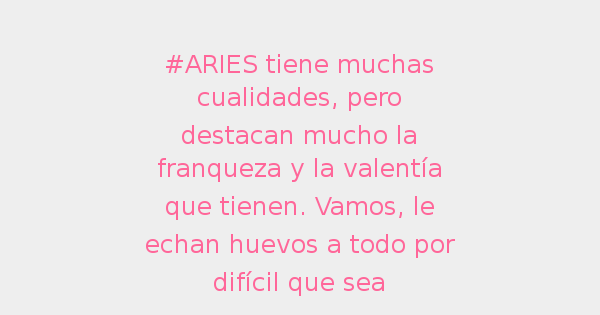 #ARIES tiene muchas
cualidades, pero
destacan mucho la
franqueza y la valentía
que tienen. Vamos, le
echan huevos a todo por
difícil que sea